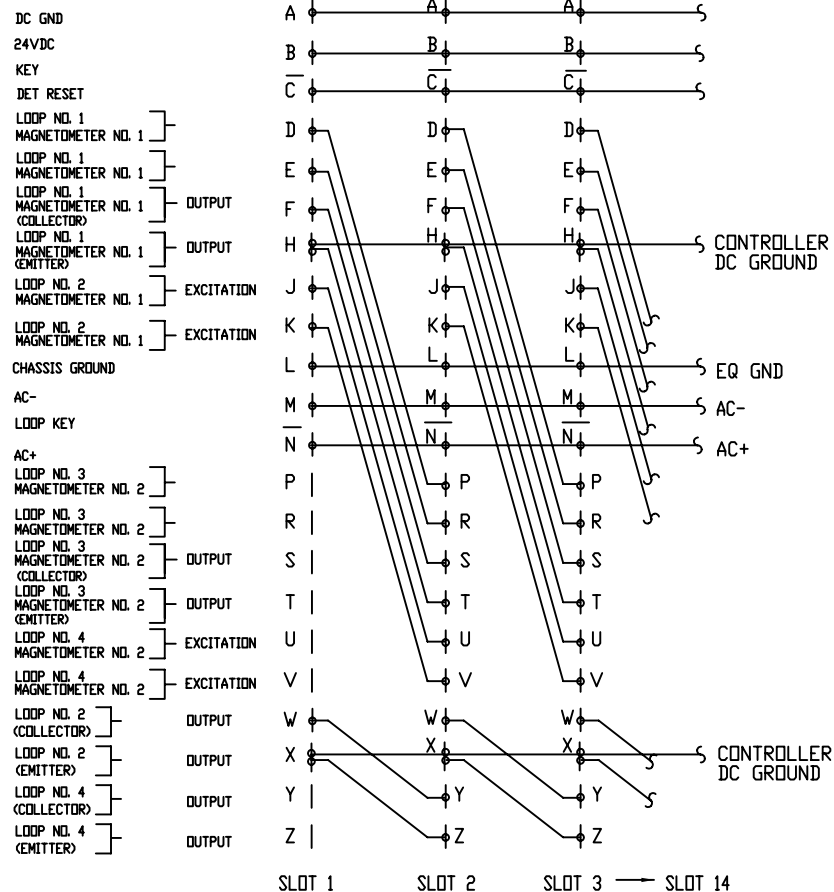 DC GND A A A
24VDC B B B
KEY
DET RESET C C C
LOOP NO. 1
MAGNETOMETER NO. 1 D D D
LOOP NO. 1
MAGNETOMETER NO. 1 E E E
LOOP NO. 1
MAGNETOMETER NO. 1 OUTPUT F F F
(COLLECTOR)
LOOP NO. 1
MAGNETOMETER NO. 1 OUTPUT H H H CONTROLLER
(EMITTER) DC GROUND
LOOP NO. 2
MAGNETOMETER NO. 1 EXCITATION J J J
LOOP NO. 2
MAGNETOMETER NO. 1 EXCITATION K K K
CHASSIS GROUND L L L EQ GND
AC- M M M AC-
LOOP KEY
AC+ N N N AC+
LOOP NO. 3
MAGNETOMETER NO. 2 P P P
LOOP NO. 3
MAGNETOMETER NO. 2 R R R
LOOP NO. 3
MAGNETOMETER NO. 2 OUTPUT S S S
(COLLECTOR)
LOOP NO. 3
MAGNETOMETER NO. 2 OUTPUT T T T
(EMITTER)
LOOP NO. 4
MAGNETOMETER NO. 2 EXCITATION U U U
LOOP NO. 4
MAGNETOMETER NO. 2 EXCITATION V V V
LOOP NO. 2
(COLLECTOR) OUTPUT W W W
LOOP NO. 2
(EMITTER) OUTPUT X X X CONTROLLER
DC GROUND
LOOP NO. 4
(COLLECTOR) OUTPUT Y Y Y
LOOP NO. 4
(EMITTER) OUTPUT Z Z Z
SLOT 1 SLOT 2 SLOT 3 SLOT 14